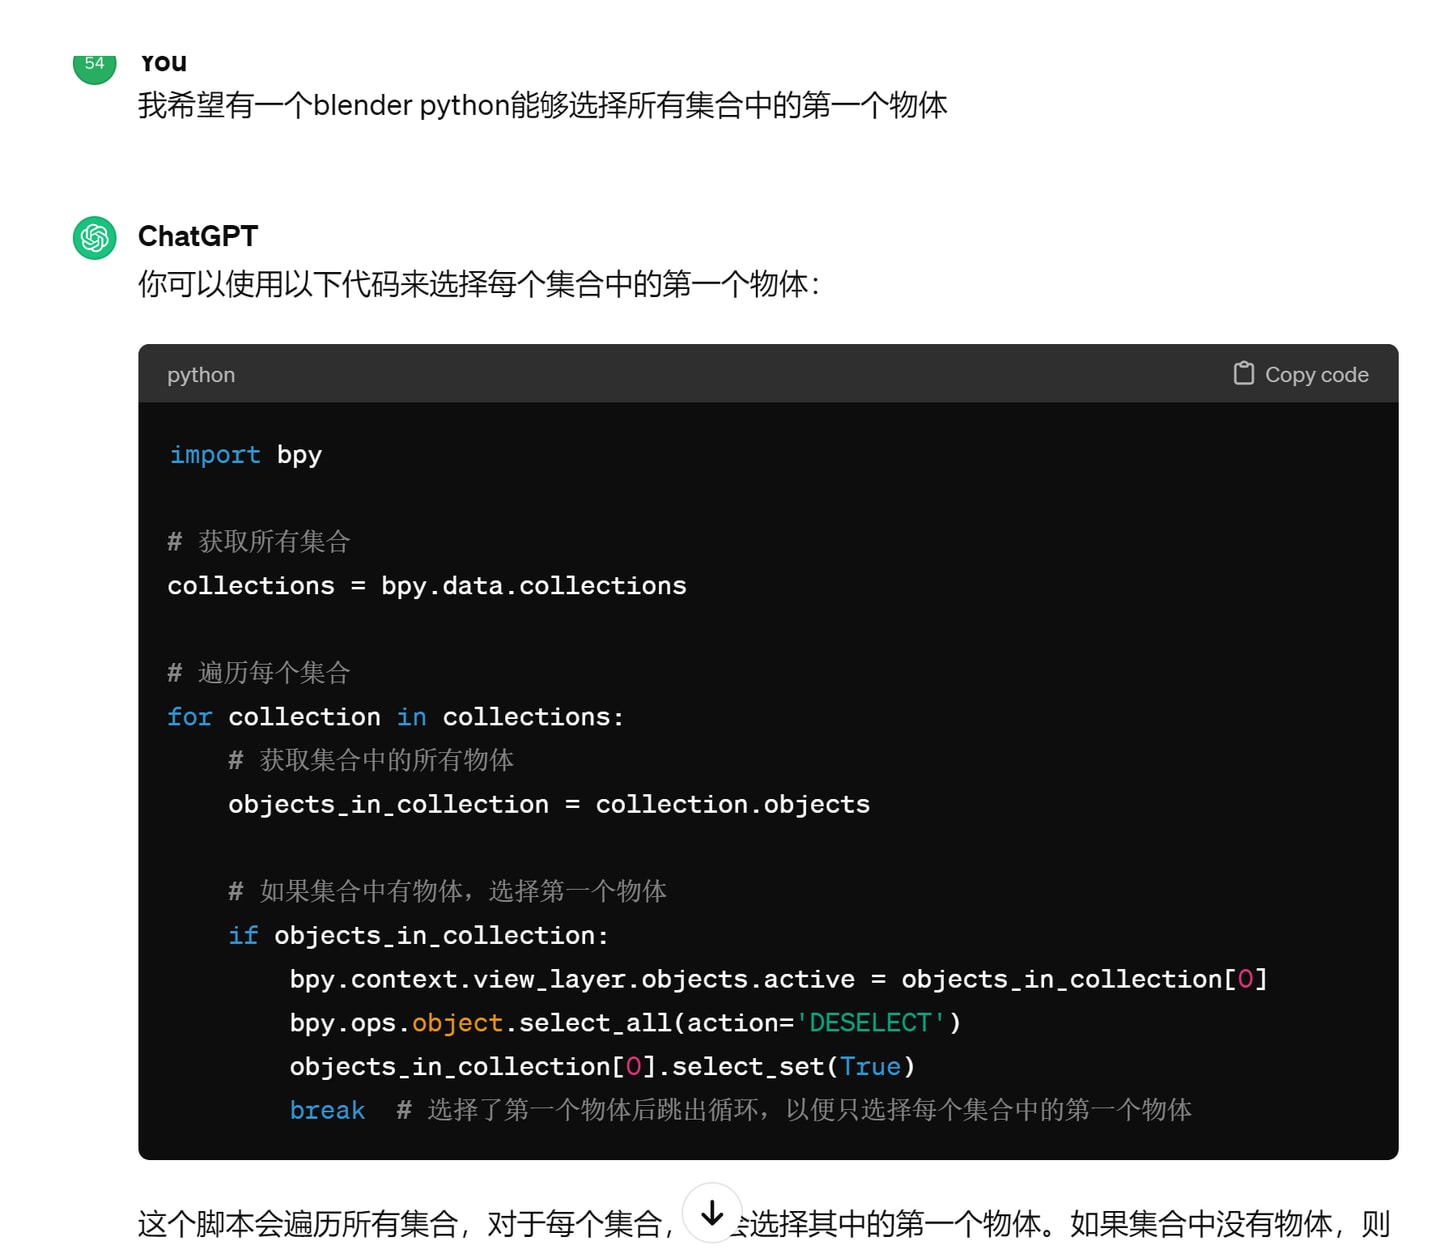 54
You
我希望有一个blender python能够选择所有集合中的第一个物体
ChatGPT
你可以使用以下代码来选择每个集合中的第一个物体：
python
Copy code
import bpy
# 获取所有集合
collections = bpy.data.collections
# 遍历每个集合
for collection in collections:
    # 获取集合中的所有物体
    objects_in_collection = collection.objects
    # 如果集合中有物体，选择第一个物体
    if objects_in_collection:
        bpy.context.view_layer.objects.active = objects_in_collection[0]
        bpy.ops.object.select_all(action='DESELECT')
        objects_in_collection[0].select_set(True)
        break  # 选择了第一个物体后跳出循环，以便只选择每个集合中的第一个物体
这个脚本会遍历所有集合，对于每个集合，会选择其中的第一个物体。如果集合中没有物体，则